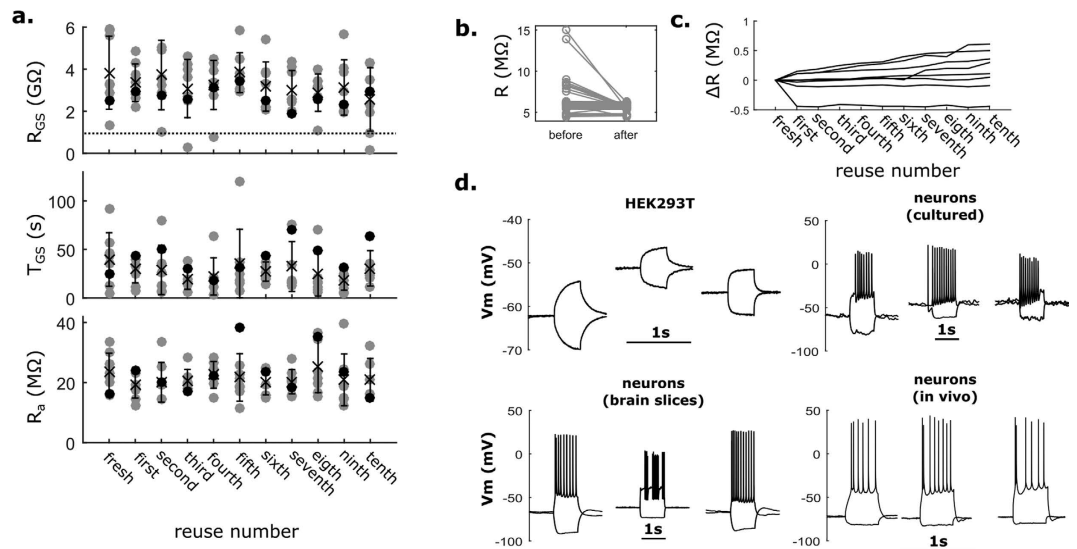 a.
R_GS (GΩ)
6
4
2
0
T_GS (s)
100
50
0
R_a (MΩ)
40
20
0
fresh
first
second
third
fourth
fifth
sixth
seventh
eigth
ninth
tenth
reuse number
b.
R (MΩ)
15
10
5
before
after
c.
ΔR (MΩ)
1
0.5
0
-0.5
fresh
first
second
third
fourth
fifth
sixth
seventh
eigth
ninth
tenth
reuse number
d.
HEK293T
Vm (mV)
-40
-50
-60
-70
1s
neurons
(cultured)
50
0
-50
-100
1s
neurons
(brain slices)
Vm (mV)
50
0
-50
-100
1s
neurons
(in vivo)
50
0
-50
-100
1s